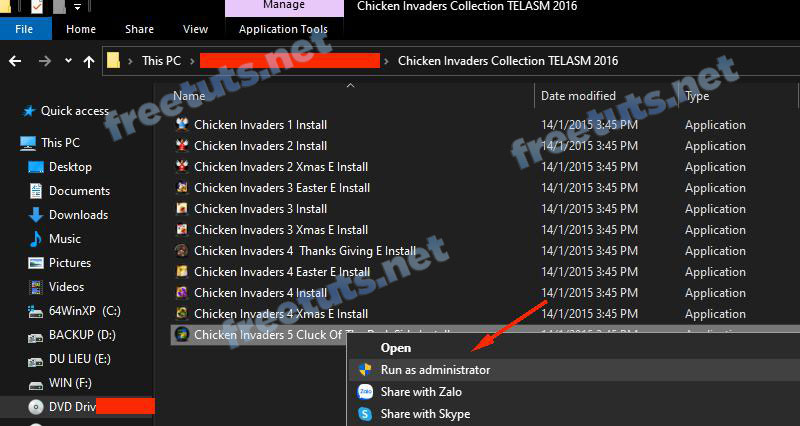 Manage
Chicken Invaders Collection TELASM 2016
File
Home
Share
View
Application Tools
This PC
Chicken Invaders Collection TELASM 2016
Name
Date modified
Type
Quick access
This PC
Desktop
Documents
Downloads
Music
Pictures
Videos
64WinXP (C:)
BACKUP (D:)
DU LIEU (E:)
WIN (F:)
DVD Driv
Chicken Invaders 1 Install 14/1/2015 3:45 PM Application
Chicken Invaders 2 Install 14/1/2015 3:45 PM Application
Chicken Invaders 2 Xmas E Install 14/1/2015 3:45 PM Application
Chicken Invaders 3 Easter E Install 14/1/2015 3:45 PM Application
Chicken Invaders 3 Install 14/1/2015 3:45 PM Application
Chicken Invaders 3 Xmas E Install 14/1/2015 3:45 PM Application
Chicken Invaders 4 Thanks Giving E Install 14/1/2015 3:45 PM Application
Chicken Invaders 4 Easter E Install 14/1/2015 3:45 PM Application
Chicken Invaders 4 Install 14/1/2015 3:45 PM Application
Chicken Invaders 4 Xmas E Install 14/1/2015 3:45 PM Application
Chicken Invaders 5 Cluck Of The Dark Side Install 14/1/2015 3:45 PM Application
Open
Run as administrator
Share with Zalo
Share with Skype
freetuts.net
freetuts.net
freetuts.net